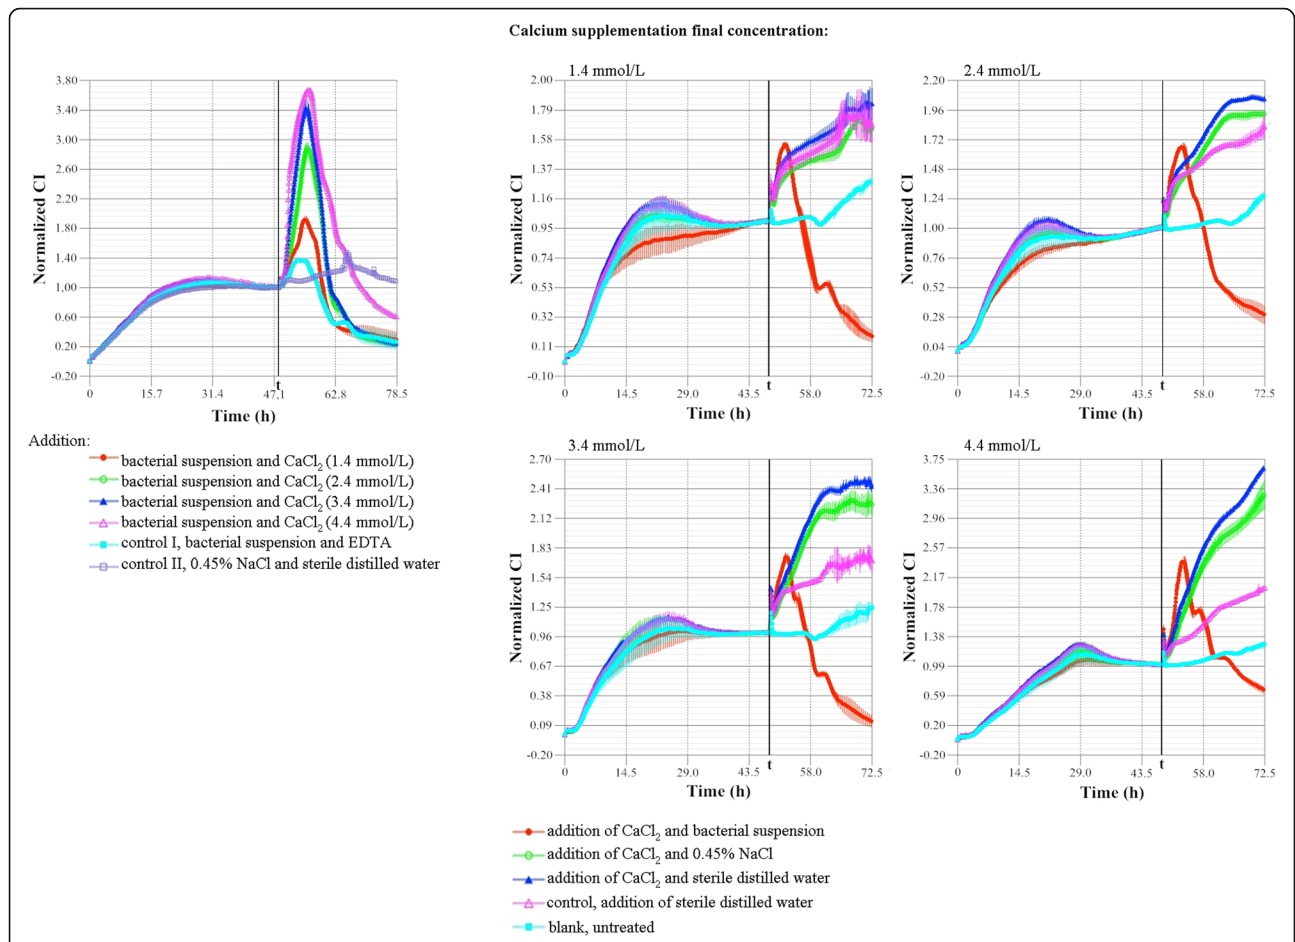 Calcium supplementation final concentration:
3.80
3.40
3.00
2.60
2.20
1.80
1.40
1.00
0.60
0.20
-0.20
Normalized CI
0 15.7 31.4 47.1 62.8 78.5
t
Time (h)
Addition:
bacterial suspension and CaCl2 (1.4 mmol/L)
bacterial suspension and CaCl2 (2.4 mmol/L)
bacterial suspension and CaCl2 (3.4 mmol/L)
bacterial suspension and CaCl2 (4.4 mmol/L)
control I, bacterial suspension and EDTA
control II, 0.45% NaCl and sterile distilled water
1.4 mmol/L
2.00
1.79
1.58
1.37
1.16
0.95
0.74
0.53
0.32
0.11
-0.10
Normalized CI
0 14.5 29.0 43.5 58.0 72.5
t
Time (h)
2.4 mmol/L
2.20
1.96
1.72
1.48
1.24
1.00
0.76
0.52
0.28
0.04
-0.20
Normalized CI
0 14.5 29.0 43.5 58.0 72.5
t
Time (h)
3.4 mmol/L
2.70
2.41
2.12
1.83
1.54
1.25
0.96
0.67
0.38
0.09
-0.20
Normalized CI
0 14.5 29.0 43.5 58.0 72.5
t
Time (h)
4.4 mmol/L
3.75
3.36
2.96
2.57
2.17
1.78
1.38
0.99
0.59
0.20
-0.20
Normalized CI
0 14.5 29.0 43.5 58.0 72.5
t
Time (h)
addition of CaCl2 and bacterial suspension
addition of CaCl2 and 0.45% NaCl
addition of CaCl2 and sterile distilled water
control, addition of sterile distilled water
blank, untreated